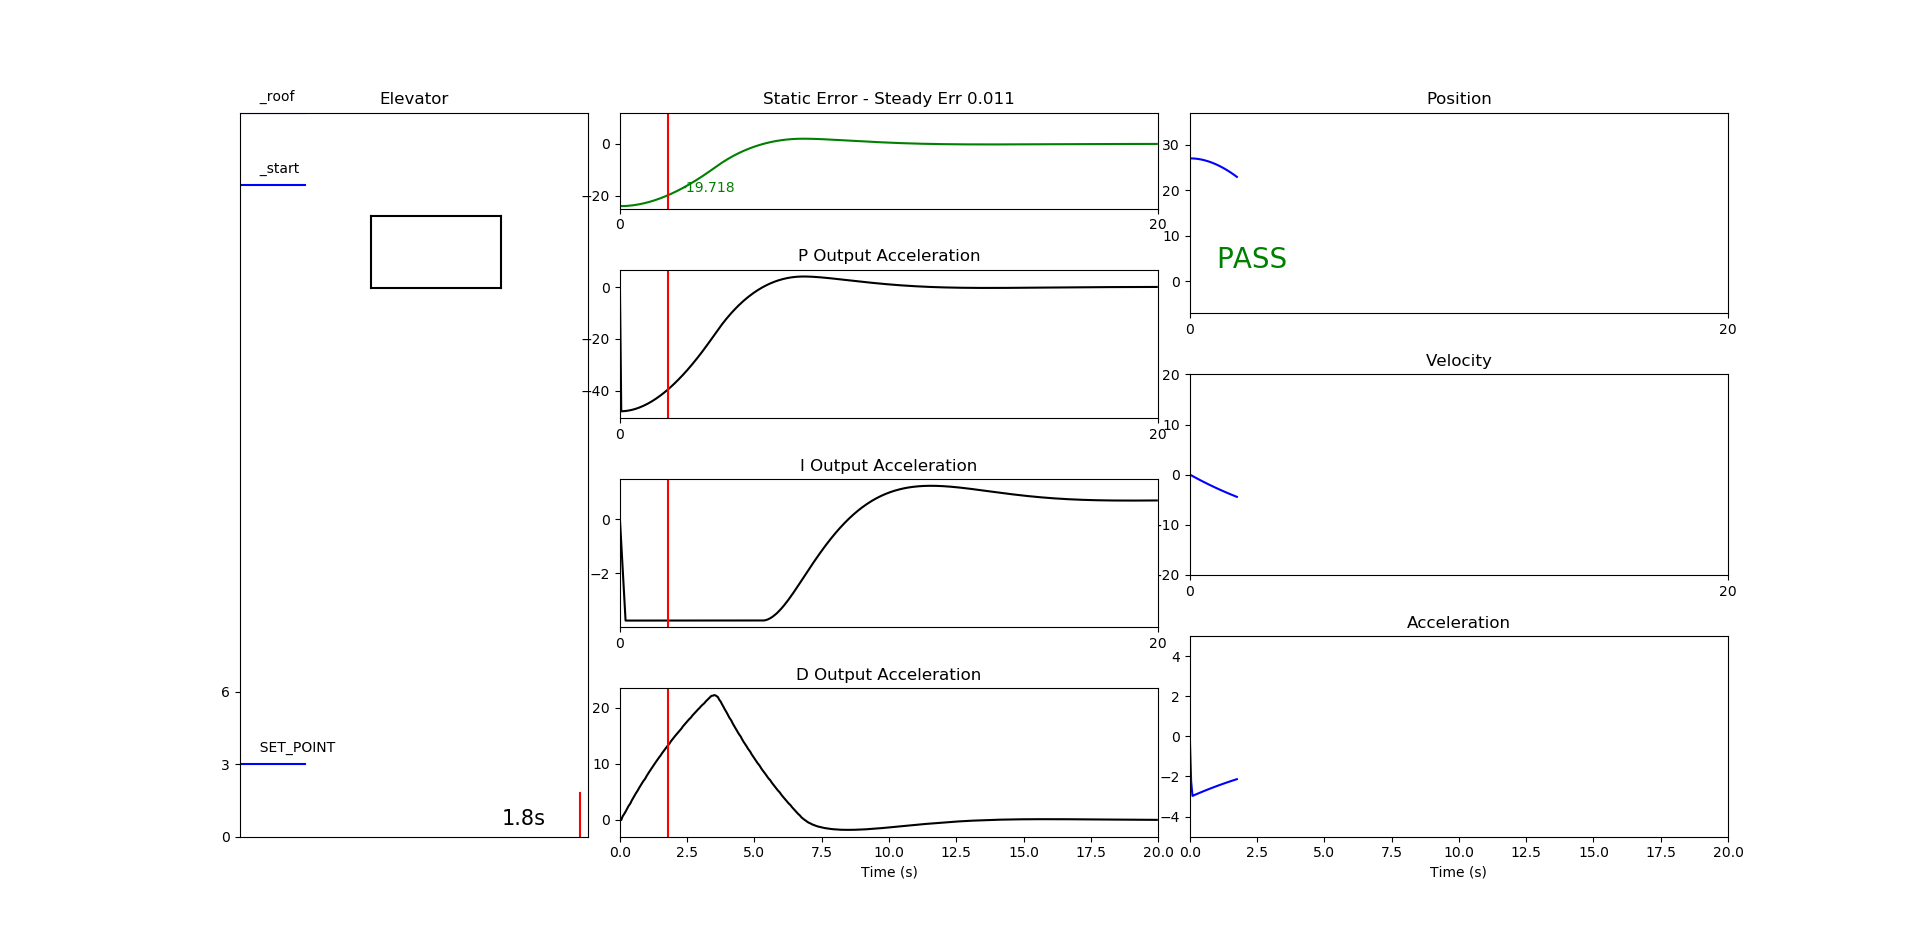 _roof
Elevator
_start
6
SET_POINT
3
1.8s
0
Static Error - Steady Err 0.011
0
−20
19.718
0
20
P Output Acceleration
0
−20
−40
0
20
I Output Acceleration
0
−2
0
20
D Output Acceleration
20
10
0
0.0 2.5 5.0 7.5 10.0 12.5 15.0 17.5 20.0
Time (s)
Position
30
20
10
PASS
0
0
20
Velocity
20
10
0
-10
-20
0
20
Acceleration
4
2
0
−2
−4
0.0 2.5 5.0 7.5 10.0 12.5 15.0 17.5 20.0
Time (s)